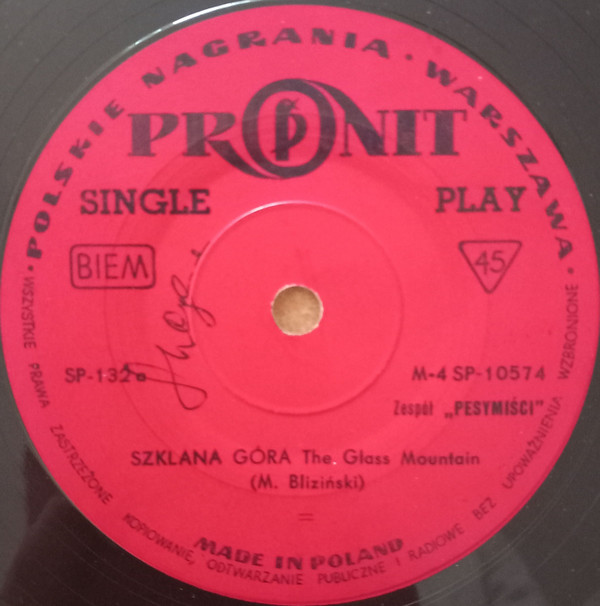 POLSKIE NAGRANIA · WARSZAWA ·
PRONIT
SINGLE PLAY
BIEM
45
SP-132a
M-4 SP-10574
Zespół „PESYMIŚCI"
SZKLANA GÓRA The Glass Mountain
(M. Bliziński)
=
MADE IN POLAND
WSZYSTKIE PRAWA ZASTRZEŻONE KOPIOWANIE, ODTWARZANIE PUBLICZNE I RADIOWE BEZ UPOWAŻNIENIA WZBRONIONE